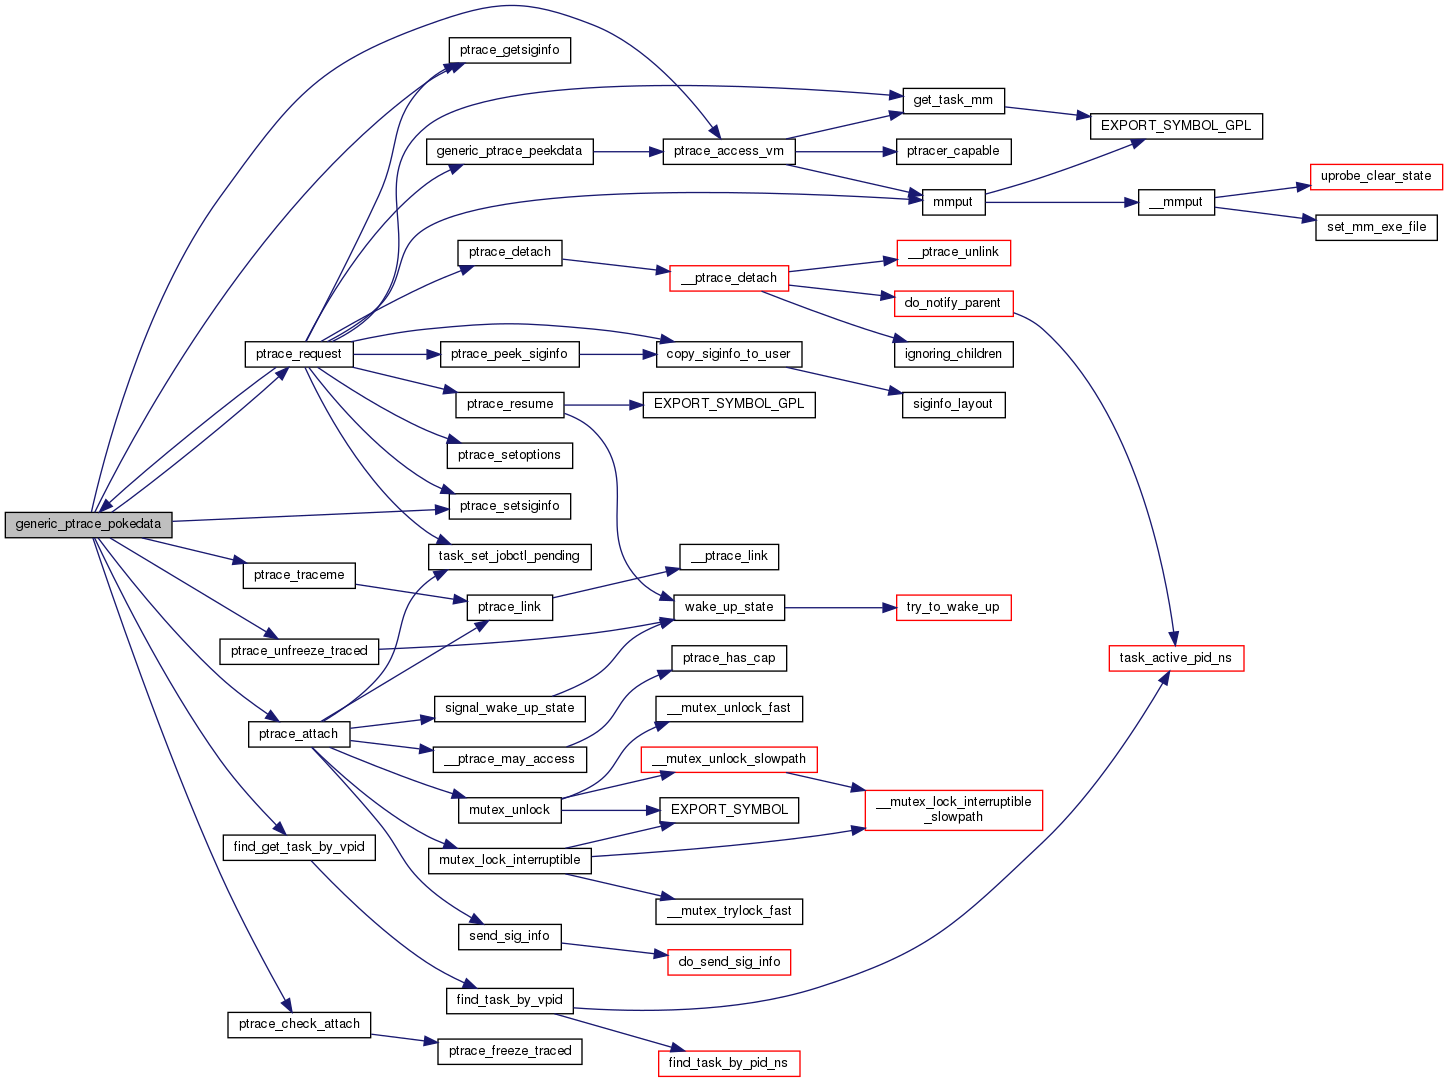 ptrace_getsiginfo
get_task_mm
EXPORT_SYMBOL_GPL
generic_ptrace_peekdata
ptrace_access_vm
ptracer_capable
uprobe_clear_state
mmput
__mmput
set_mm_exe_file
ptrace_detach
__ptrace_unlink
__ptrace_detach
do_notify_parent
ptrace_request
ptrace_peek_siginfo
copy_siginfo_to_user
ignoring_children
ptrace_resume
EXPORT_SYMBOL_GPL
siginfo_layout
ptrace_setoptions
ptrace_setsiginfo
generic_ptrace_pokedata
task_set_jobctl_pending
__ptrace_link
ptrace_traceme
ptrace_link
wake_up_state
try_to_wake_up
ptrace_unfreeze_traced
ptrace_has_cap
task_active_pid_ns
signal_wake_up_state
__mutex_unlock_fast
ptrace_attach
__ptrace_may_access
__mutex_unlock_slowpath
mutex_unlock
EXPORT_SYMBOL
__mutex_lock_interruptible
_slowpath
find_get_task_by_vpid
mutex_lock_interruptible
__mutex_trylock_fast
send_sig_info
do_send_sig_info
find_task_by_vpid
ptrace_check_attach
ptrace_freeze_traced
find_task_by_pid_ns